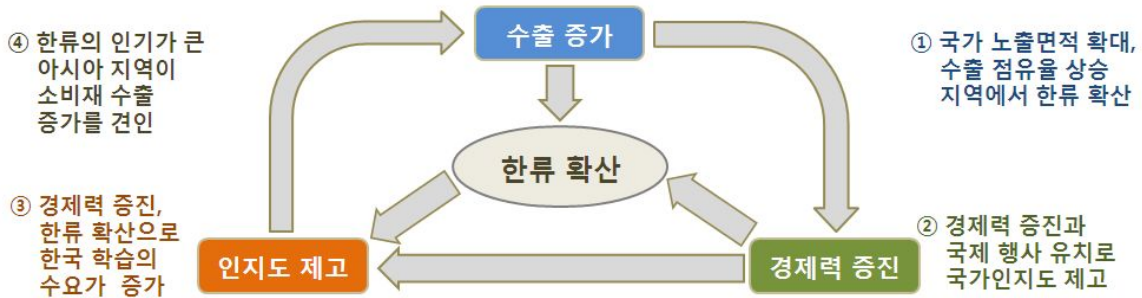 ④ 한류의 인기가 큰
아시아 지역이
소비재 수출
증가를 견인
수출 증가
① 국가 노출면적 확대,
수출 점유율 상승
지역에서 한류 확산
한류 확산
③ 경제력 증진,
한류 확산으로
한국 학습의
수요가 증가
인지도 제고
경제력 증진
② 경제력 증진과
국제 행사 유치로
국가인지도 제고